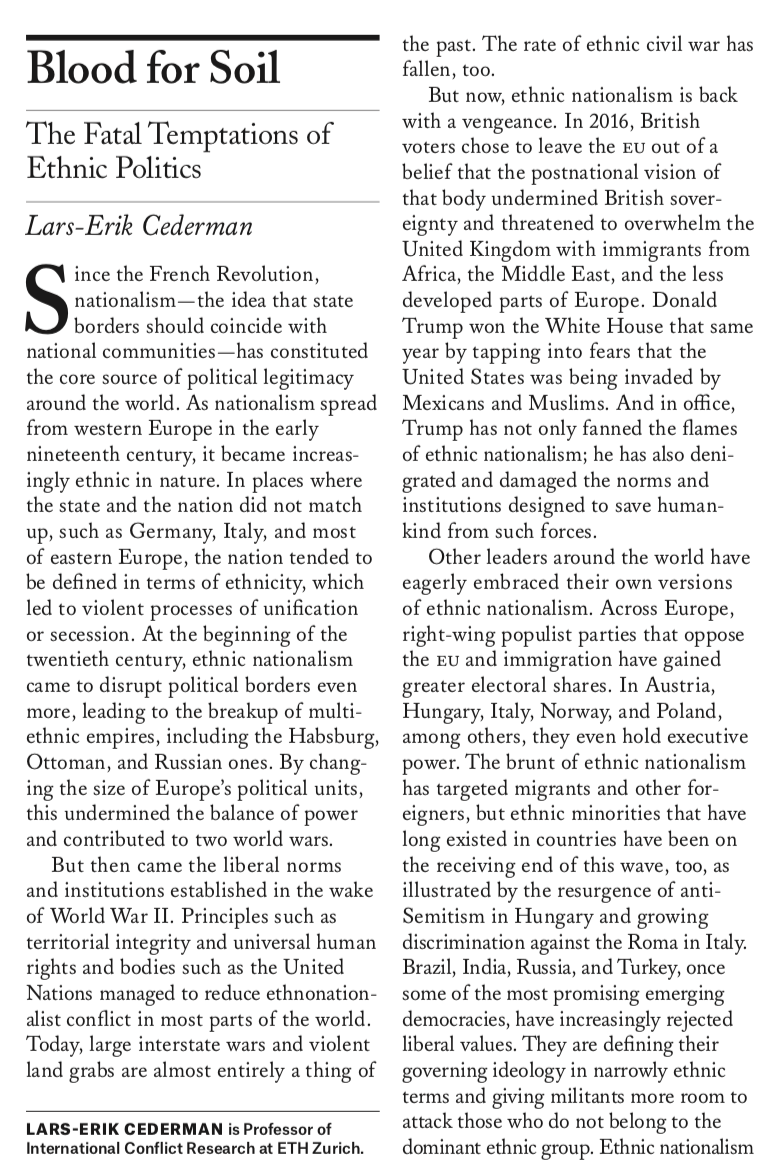 Blood for Soil
The Fatal Temptations of
Ethnic Politics
Lars-Erik Cederman
Since the French Revolution,
nationalism—the idea that state
borders should coincide with
national communities—has constituted
the core source of political legitimacy
around the world. As nationalism spread
from western Europe in the early
nineteenth century, it became increas-
ingly ethnic in nature. In places where
the state and the nation did not match
up, such as Germany, Italy, and most
of eastern Europe, the nation tended to
be defined in terms of ethnicity, which
led to violent processes of unification
or secession. At the beginning of the
twentieth century, ethnic nationalism
came to disrupt political borders even
more, leading to the breakup of multi-
ethnic empires, including the Habsburg,
Ottoman, and Russian ones. By chang-
ing the size of Europe's political units,
this undermined the balance of power
and contributed to two world wars.
But then came the liberal norms
and institutions established in the wake
of World War II. Principles such as
territorial integrity and universal human
rights and bodies such as the United
Nations managed to reduce ethnonation-
alist conflict in most parts of the world.
Today, large interstate wars and violent
land grabs are almost entirely a thing of
LARS-ERIK CEDERMAN is Professor of
International Conflict Research at ETH Zurich.
the past. The rate of ethnic civil war has
fallen, too.
But now, ethnic nationalism is back
with a vengeance. In 2016, British
voters chose to leave the EU out of a
belief that the postnational vision of
that body undermined British sover-
eignty and threatened to overwhelm the
United Kingdom with immigrants from
Africa, the Middle East, and the less
developed parts of Europe. Donald
Trump won the White House that same
year by tapping into fears that the
United States was being invaded by
Mexicans and Muslims. And in office,
Trump has not only fanned the flames
of ethnic nationalism; he has also deni-
grated and damaged the norms and
institutions designed to save human-
kind from such forces.
Other leaders around the world have
eagerly embraced their own versions
of ethnic nationalism. Across Europe,
right-wing populist parties that oppose
the EU and immigration have gained
greater electoral shares. In Austria,
Hungary, Italy, Norway, and Poland,
among others, they even hold executive
power. The brunt of ethnic nationalism
has targeted migrants and other for-
eigners, but ethnic minorities that have
long existed in countries have been on
the receiving end of this wave, too, as
illustrated by the resurgence of anti-
Semitism in Hungary and growing
discrimination against the Roma in Italy.
Brazil, India, Russia, and Turkey, once
some of the most promising emerging
democracies, have increasingly rejected
liberal values. They are defining their
governing ideology in narrowly ethnic
terms and giving militants more room to
attack those who do not belong to the
dominant ethnic group. Ethnic nationalism